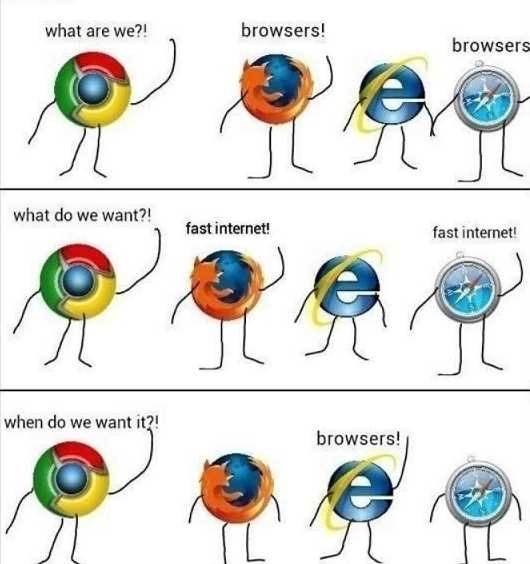 what are we?!
browsers!
browsers
what do we want?!
fast internet!
fast internet!
when do we want it?!
browsers!